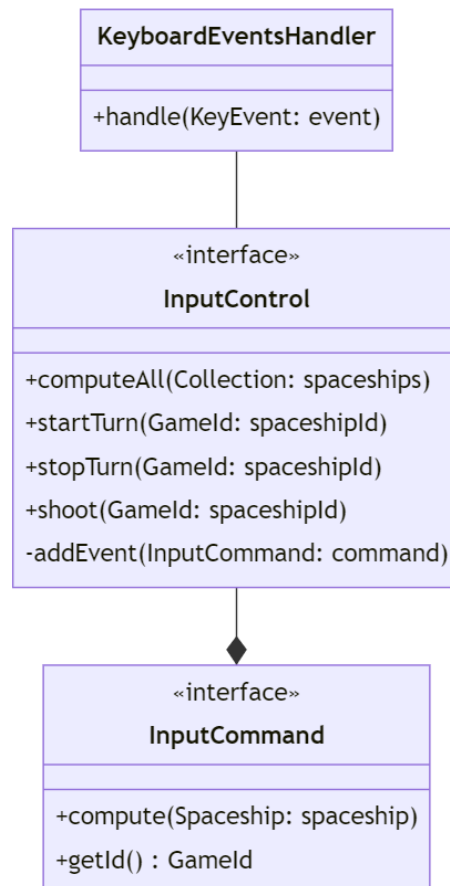 KeyboardEventsHandler
+handle(KeyEvent: event)
«interface»
InputControl
+computeAll(Collection: spaceships)
+startTurn(GameId: spaceshipId)
+stopTurn(GameId: spaceshipId)
+shoot(GameId: spaceshipId)
-addEvent(InputCommand: command)
«interface»
InputCommand
+compute(Spaceship: spaceship)
+getId() : GameId